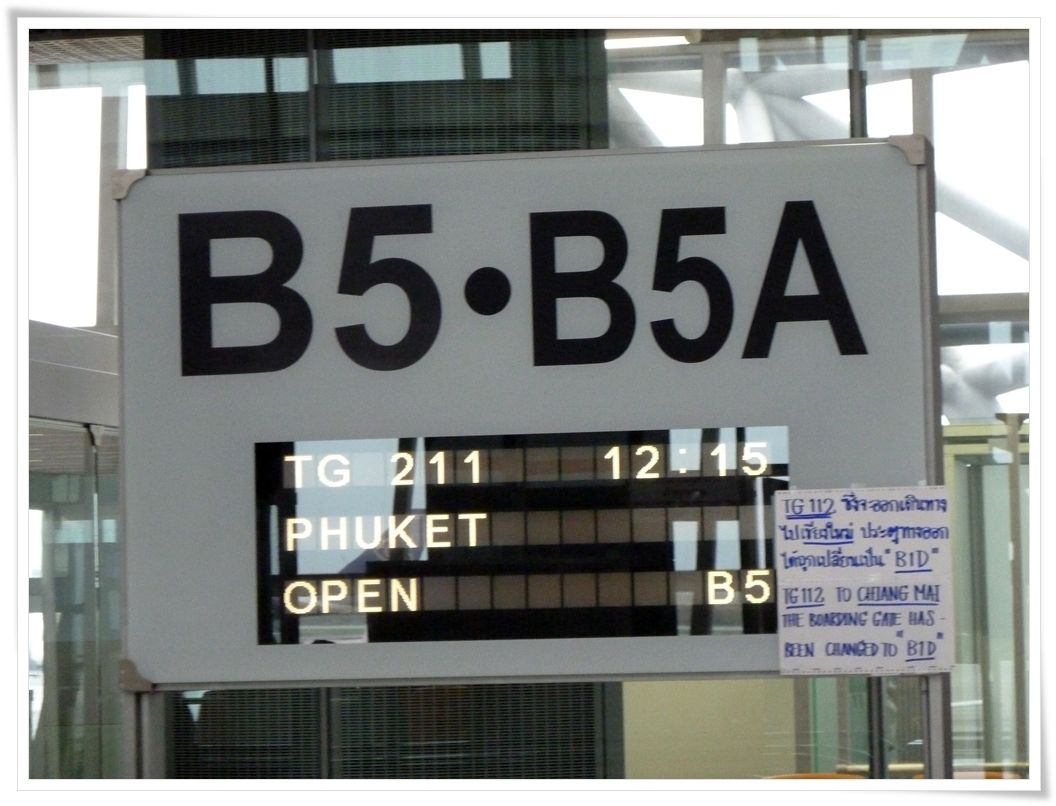 B5•B5A
TG 211 12:15
PHUKET
OPEN B5
TG 112 ซึ่งจะออกเดินทาง
ไปเชียงใหม่ ประตูทางออก
ได้ถูกเปลี่ยนเป็น "B1D"
TG 112 TO CHIANG MAI
THE BOARDING GATE HAS -
BEEN CHANGED TO "B1D"